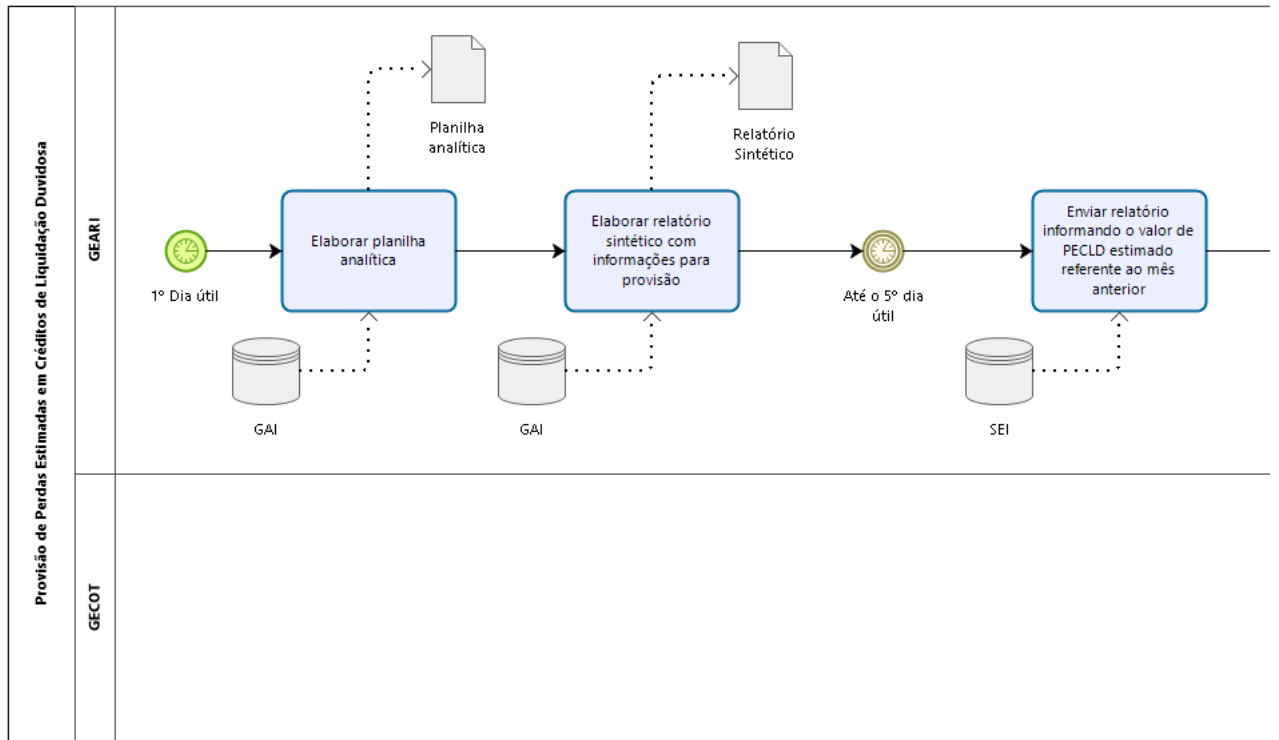 Provisão de Perdas Estimadas em Créditos de Liquidação Duvidosa
GEARI
Planilha
analítica
Relatório
Sintético
Elaborar planilha
analítica
Elaborar relatório
sintético com
informações para
provisão
Enviar relatório
informando o valor de
PECLD estimado
referente ao mês
anterior
1º Dia útil
Até o 5º dia
útil
GAI
GAI
SEI
GECOT